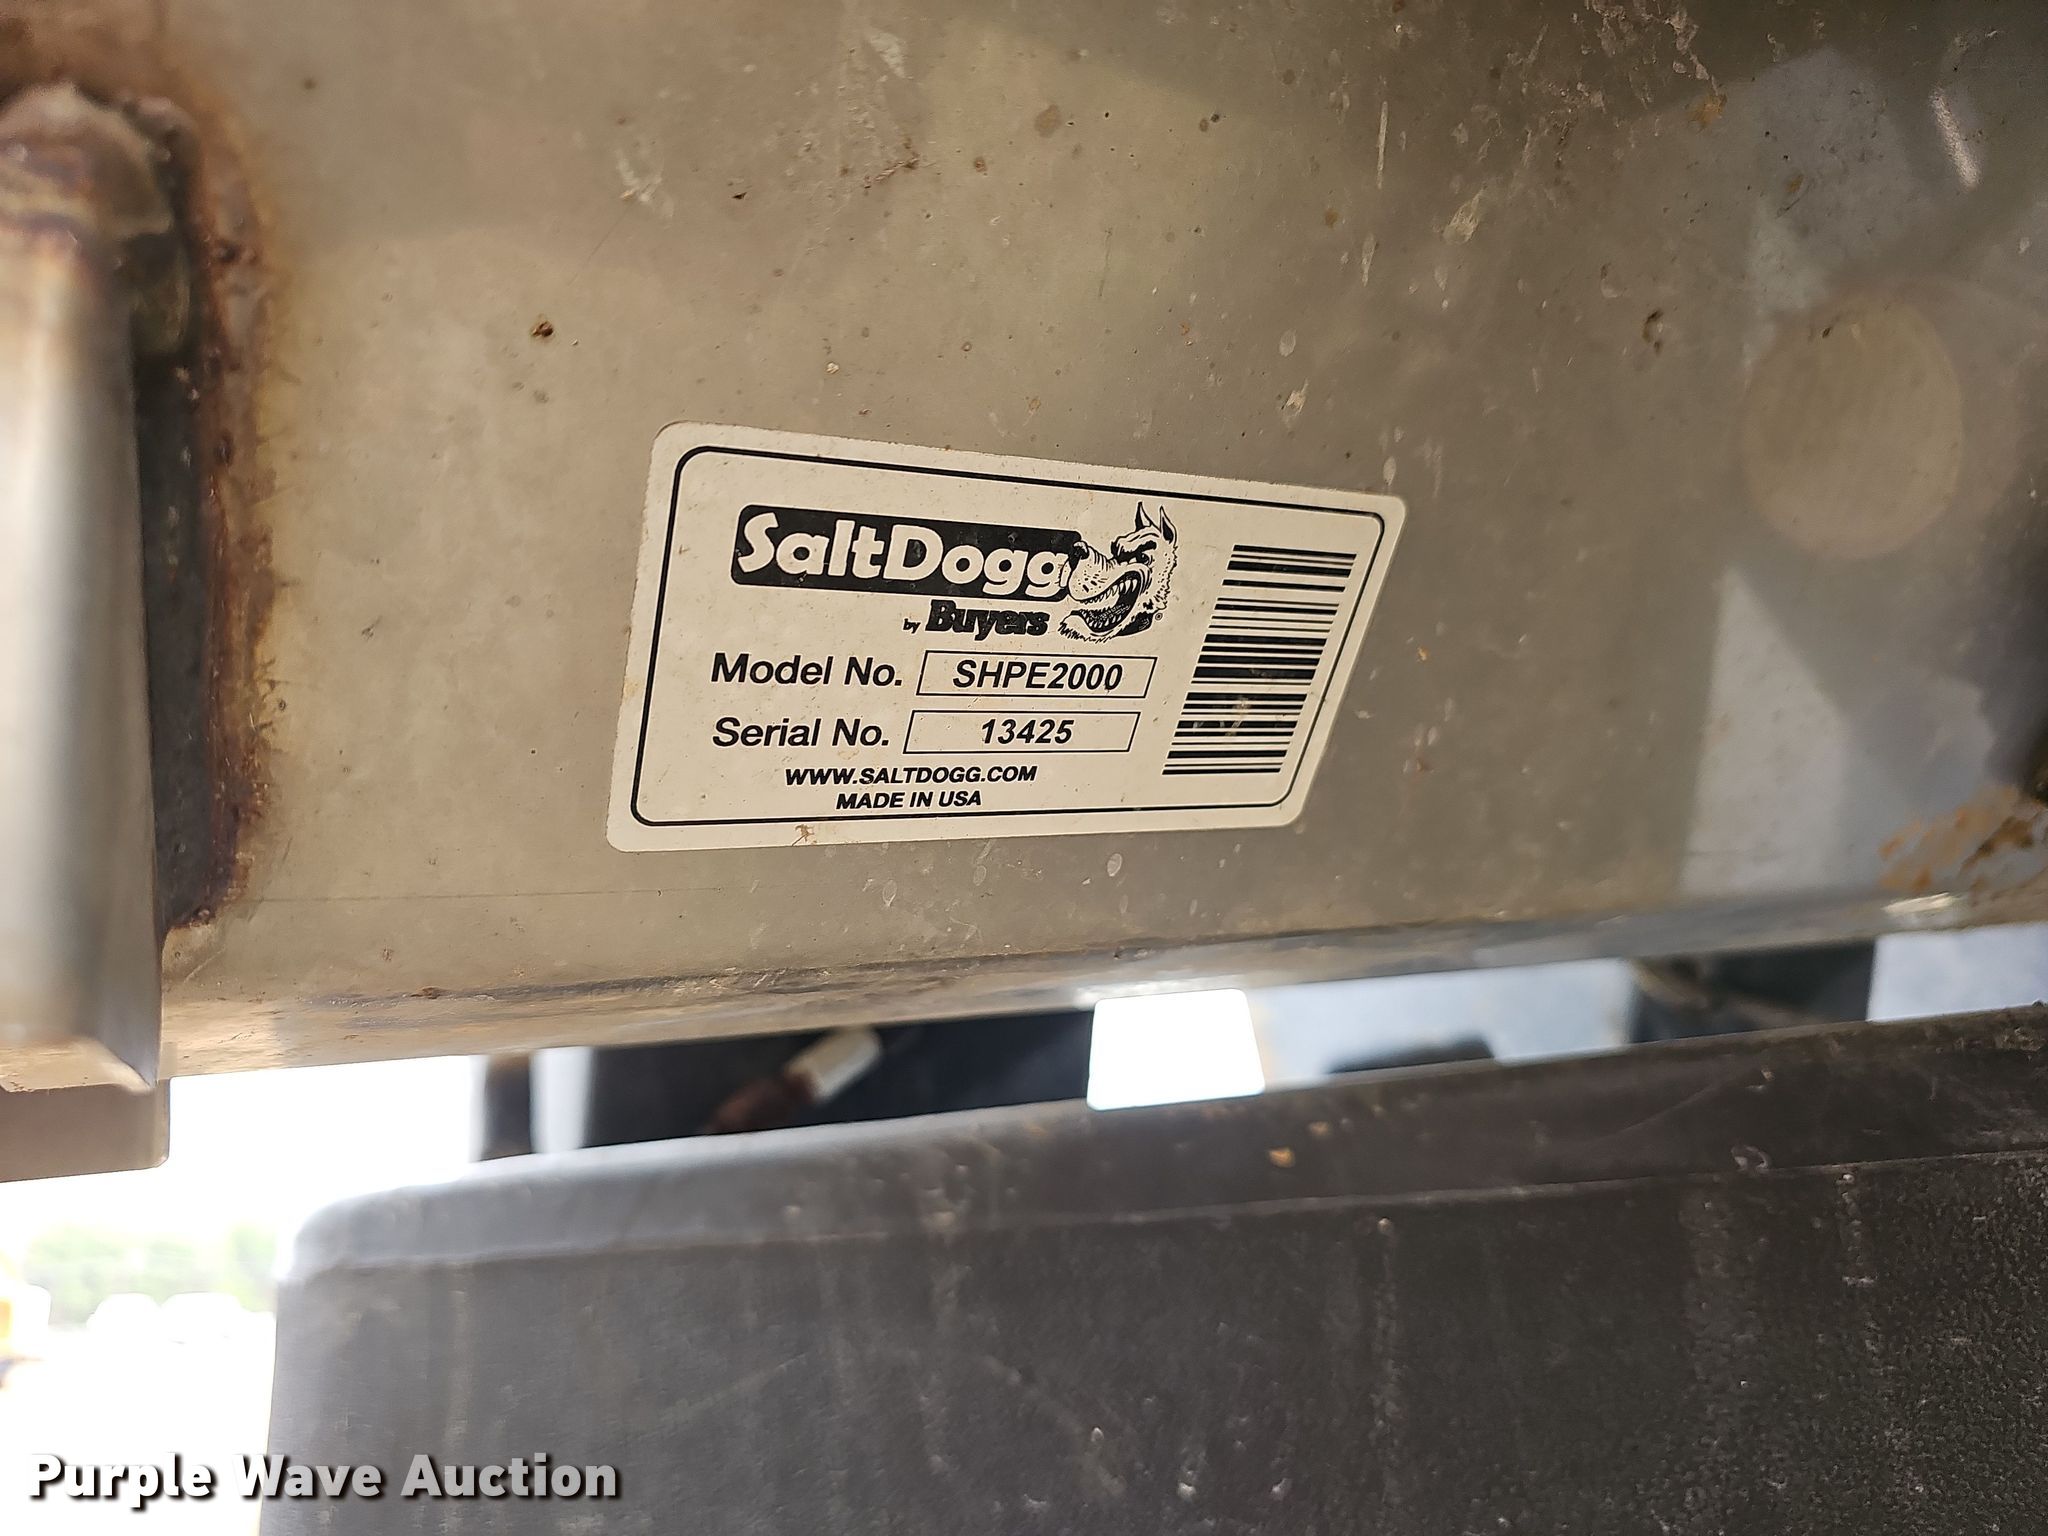 SaltDogg
by Buyers ®
Model No. SHPE2000
Serial No. 13425
WWW.SALTDOGG.COM
MADE IN USA
Purple Wave Auction